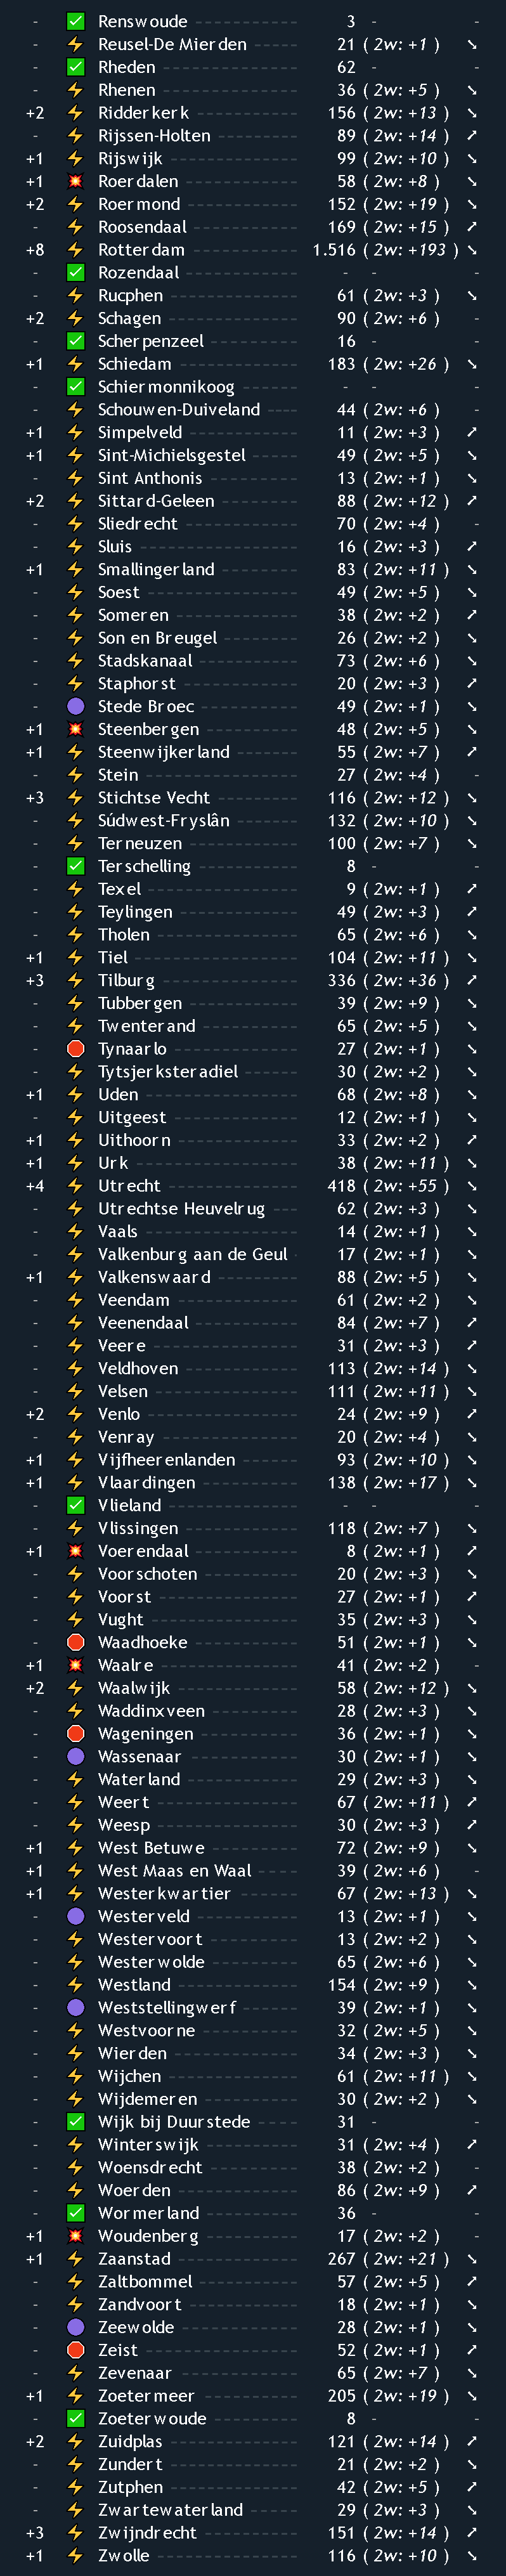 - ✅ Renswoude 3 - -
- ⚡ Reusel-De Mierden 21 ( 2w: +1 ) ➘
- ✅ Rheden 62 - -
- ⚡ Rhenen 36 ( 2w: +5 ) ➘
+2 ⚡ Ridderkerk 156 ( 2w: +13 ) ➘
- ⚡ Rijssen-Holten 89 ( 2w: +14 ) ➚
+1 ⚡ Rijswijk 99 ( 2w: +10 ) ➘
+1 💥 Roerdalen 58 ( 2w: +8 ) ➘
+2 ⚡ Roermond 152 ( 2w: +19 ) ➘
- ⚡ Roosendaal 169 ( 2w: +15 ) ➚
+8 ⚡ Rotterdam 1.516 ( 2w: +193 ) ➘
- ✅ Rozendaal - - -
- ⚡ Rucphen 61 ( 2w: +3 ) ➘
+2 ⚡ Schagen 90 ( 2w: +6 ) -
- ✅ Scherpenzeel 16 - -
+1 ⚡ Schiedam 183 ( 2w: +26 ) ➘
- ✅ Schiermonnikoog - - -
- ⚡ Schouwen-Duiveland 44 ( 2w: +6 ) -
+1 ⚡ Simpelveld 11 ( 2w: +3 ) ➚
+1 ⚡ Sint-Michielsgestel 49 ( 2w: +5 ) ➘
- ⚡ Sint Anthonis 13 ( 2w: +1 ) ➘
+2 ⚡ Sittard-Geleen 88 ( 2w: +12 ) ➚
- ⚡ Sliedrecht 70 ( 2w: +4 ) -
- ⚡ Sluis 16 ( 2w: +3 ) ➚
+1 ⚡ Smallingerland 83 ( 2w: +11 ) ➘
- ⚡ Soest 49 ( 2w: +5 ) ➘
- ⚡ Someren 38 ( 2w: +2 ) ➚
- ⚡ Son en Breugel 26 ( 2w: +2 ) ➘
- ⚡ Stadskanaal 73 ( 2w: +6 ) ➘
- ⚡ Staphorst 20 ( 2w: +3 ) ➚
- 🟣 Stede Broec 49 ( 2w: +1 ) ➘
+1 💥 Steenbergen 48 ( 2w: +5 ) ➘
+1 ⚡ Steenwijkerland 55 ( 2w: +7 ) ➚
- ⚡ Stein 27 ( 2w: +4 ) -
+3 ⚡ Stichtse Vecht 116 ( 2w: +12 ) ➘
- ⚡ Súdwest-Fryslân 132 ( 2w: +10 ) ➘
- ⚡ Terneuzen 100 ( 2w: +7 ) ➘
- ✅ Terschelling 8 - -
- ⚡ Texel 9 ( 2w: +1 ) ➚
- ⚡ Teylingen 49 ( 2w: +3 ) ➚
- ⚡ Tholen 65 ( 2w: +6 ) ➘
+1 ⚡ Tiel 104 ( 2w: +11 ) ➘
+3 ⚡ Tilburg 336 ( 2w: +36 ) ➚
- ⚡ Tubbergen 39 ( 2w: +9 ) ➘
- ⚡ Twenterand 65 ( 2w: +5 ) ➘
- 🛑 Tynaarlo 27 ( 2w: +1 ) ➘
- ⚡ Tytsjerksteradiel 30 ( 2w: +2 ) ➘
+1 ⚡ Uden 68 ( 2w: +8 ) ➘
- ⚡ Uitgeest 12 ( 2w: +1 ) ➘
+1 ⚡ Uithoorn 33 ( 2w: +2 ) ➚
+1 ⚡ Urk 38 ( 2w: +11 ) ➘
+4 ⚡ Utrecht 418 ( 2w: +55 ) ➘
- ⚡ Utrechtse Heuvelrug 62 ( 2w: +3 ) ➘
- ⚡ Vaals 14 ( 2w: +1 ) ➘
- ⚡ Valkenburg aan de Geul 17 ( 2w: +1 ) ➘
+1 ⚡ Valkenswaard 88 ( 2w: +5 ) ➘
- ⚡ Veendam 61 ( 2w: +2 ) ➘
- ⚡ Veenendaal 84 ( 2w: +7 ) ➚
- ⚡ Veere 31 ( 2w: +3 ) ➚
- ⚡ Veldhoven 113 ( 2w: +14 ) ➘
- ⚡ Velsen 111 ( 2w: +11 ) ➘
+2 ⚡ Venlo 24 ( 2w: +9 ) ➚
- ⚡ Venray 20 ( 2w: +4 ) ➘
+1 ⚡ Vijfheerenlanden 93 ( 2w: +10 ) ➘
+1 ⚡ Vlaardingen 138 ( 2w: +17 ) ➘
- ✅ Vlieland - - -
- ⚡ Vlissingen 118 ( 2w: +7 ) ➘
+1 💥 Voerendaal 8 ( 2w: +1 ) ➚
- ⚡ Voorschoten 20 ( 2w: +3 ) ➘
- ⚡ Voorst 27 ( 2w: +1 ) ➚
- ⚡ Vught 35 ( 2w: +3 ) ➘
- 🛑 Waadhoeke 51 ( 2w: +1 ) ➘
+1 💥 Waalre 41 ( 2w: +2 ) -
+2 ⚡ Waalwijk 58 ( 2w: +12 ) ➘
- ⚡ Waddinxveen 28 ( 2w: +3 ) ➘
- 🛑 Wageningen 36 ( 2w: +1 ) ➘
- 🟣 Wassenaar 30 ( 2w: +1 ) ➘
- ⚡ Waterland 29 ( 2w: +3 ) ➘
- ⚡ Weert 67 ( 2w: +11 ) ➚
- ⚡ Weesp 30 ( 2w: +3 ) ➚
+1 ⚡ West Betuwe 72 ( 2w: +9 ) ➘
+1 ⚡ West Maas en Waal 39 ( 2w: +6 ) -
+1 ⚡ Westerkwartier 67 ( 2w: +13 ) ➘
- 🟣 Westerveld 13 ( 2w: +1 ) ➘
- ⚡ Westervoort 13 ( 2w: +2 ) ➘
- ⚡ Westerwolde 65 ( 2w: +6 ) ➘
- ⚡ Westland 154 ( 2w: +9 ) ➘
- 🟣 Weststellingwerf 39 ( 2w: +1 ) ➘
- ⚡ Westvoorne 32 ( 2w: +5 ) ➘
- ⚡ Wierden 34 ( 2w: +3 ) ➘
- ⚡ Wijchen 61 ( 2w: +11 ) ➘
- ⚡ Wijdemeren 30 ( 2w: +2 ) ➘
- ✅ Wijk bij Duurstede 31 - -
- ⚡ Winterswijk 31 ( 2w: +4 ) ➚
- ⚡ Woensdrecht 38 ( 2w: +2 ) -
- ⚡ Woerden 86 ( 2w: +9 ) ➚
- ✅ Wormerland 36 - -
+1 💥 Woudenberg 17 ( 2w: +2 ) -
+1 ⚡ Zaanstad 267 ( 2w: +21 ) ➘
- ⚡ Zaltbommel 57 ( 2w: +5 ) ➚
- ⚡ Zandvoort 18 ( 2w: +1 ) ➘
- 🟣 Zeewolde 28 ( 2w: +1 ) ➘
- 🛑 Zeist 52 ( 2w: +1 ) ➚
- ⚡ Zevenaar 65 ( 2w: +7 ) ➘
+1 ⚡ Zoetermeer 205 ( 2w: +19 ) ➘
- ✅ Zoeterwoude 8 - -
+2 ⚡ Zuidplas 121 ( 2w: +14 ) ➚
- ⚡ Zundert 21 ( 2w: +2 ) ➘
- ⚡ Zutphen 42 ( 2w: +5 ) ➚
- ⚡ Zwartewaterland 29 ( 2w: +3 ) ➘
+3 ⚡ Zwijndrecht 151 ( 2w: +14 ) ➚
+1 ⚡ Zwolle 116 ( 2w: +10 ) ➘